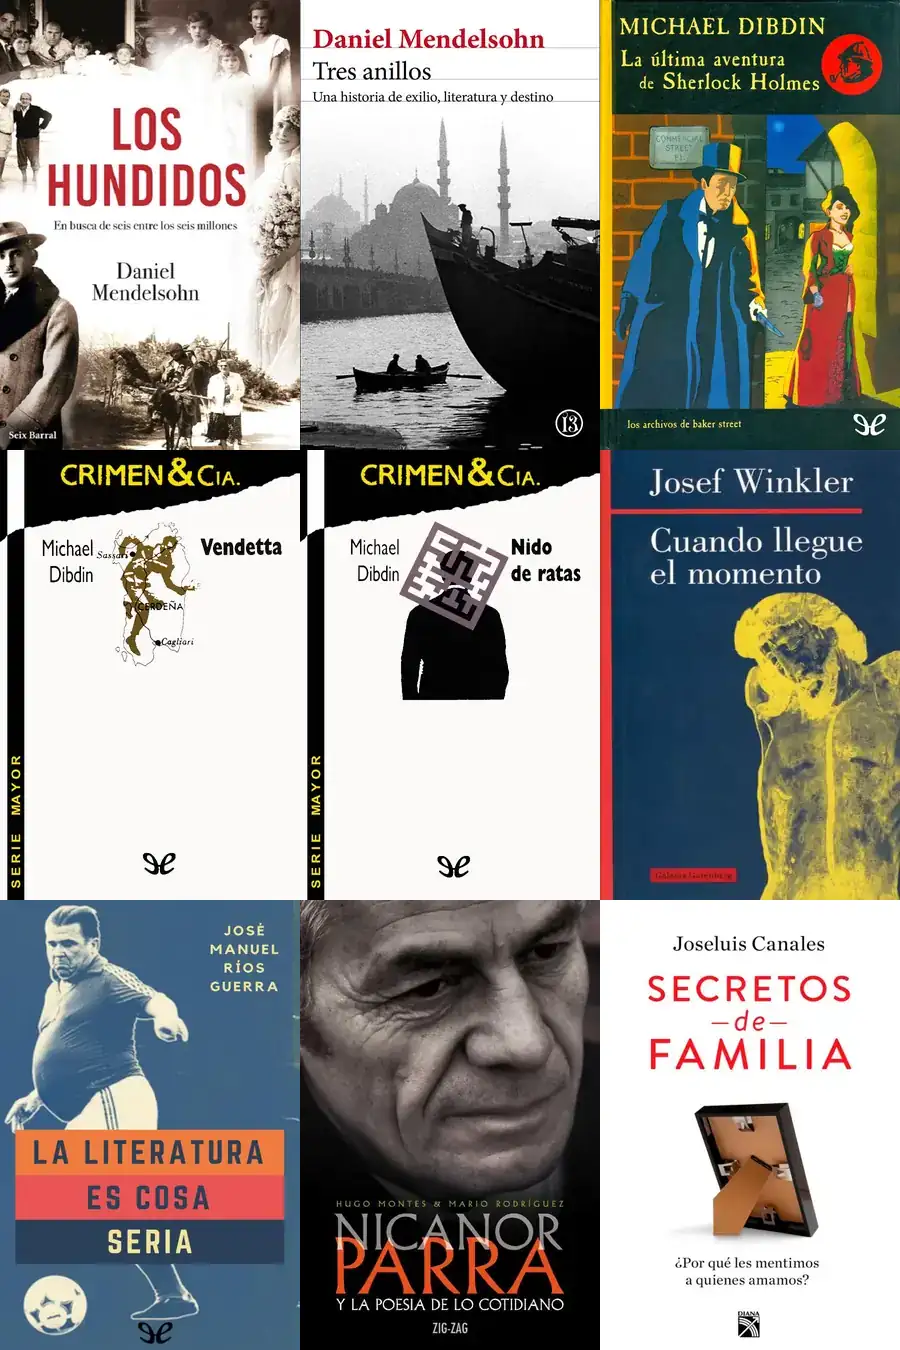 LOS
HUNDIDOS
En busca de seis entre los seis millones
Daniel
Mendelsohn
Seix Barral
Daniel Mendelsohn
Tres anillos
Una historia de exilio, literatura y destino
13
MICHAEL DIBDIN
La última aventura
de Sherlock Holmes
COMMERCIAL
STREET
los archivos de baker street
CRIMEN & CIA.
Michael
Dibdin
Vendetta
Sassari
CERDEÑA
Cagliari
SERIE MAYOR
CRIMEN & CIA.
Michael
Dibdin
Nido
de ratas
SERIE MAYOR
Josef Winkler
Cuando llegue
el momento
Galaxia Gutenberg
JOSÉ
MANUEL
RÍOS
GUERRA
LA LITERATURA
ES COSA
SERIA
HUGO MONTES & MARIO RODRÍGUEZ
NICANOR
PARRA
Y LA POESIA DE LO COTIDIANO
ZIG-ZAG
Joseluis Canales
SECRETOS
—de—
FAMILIA
¿Por qué les mentimos
a quienes amamos?
DIANA